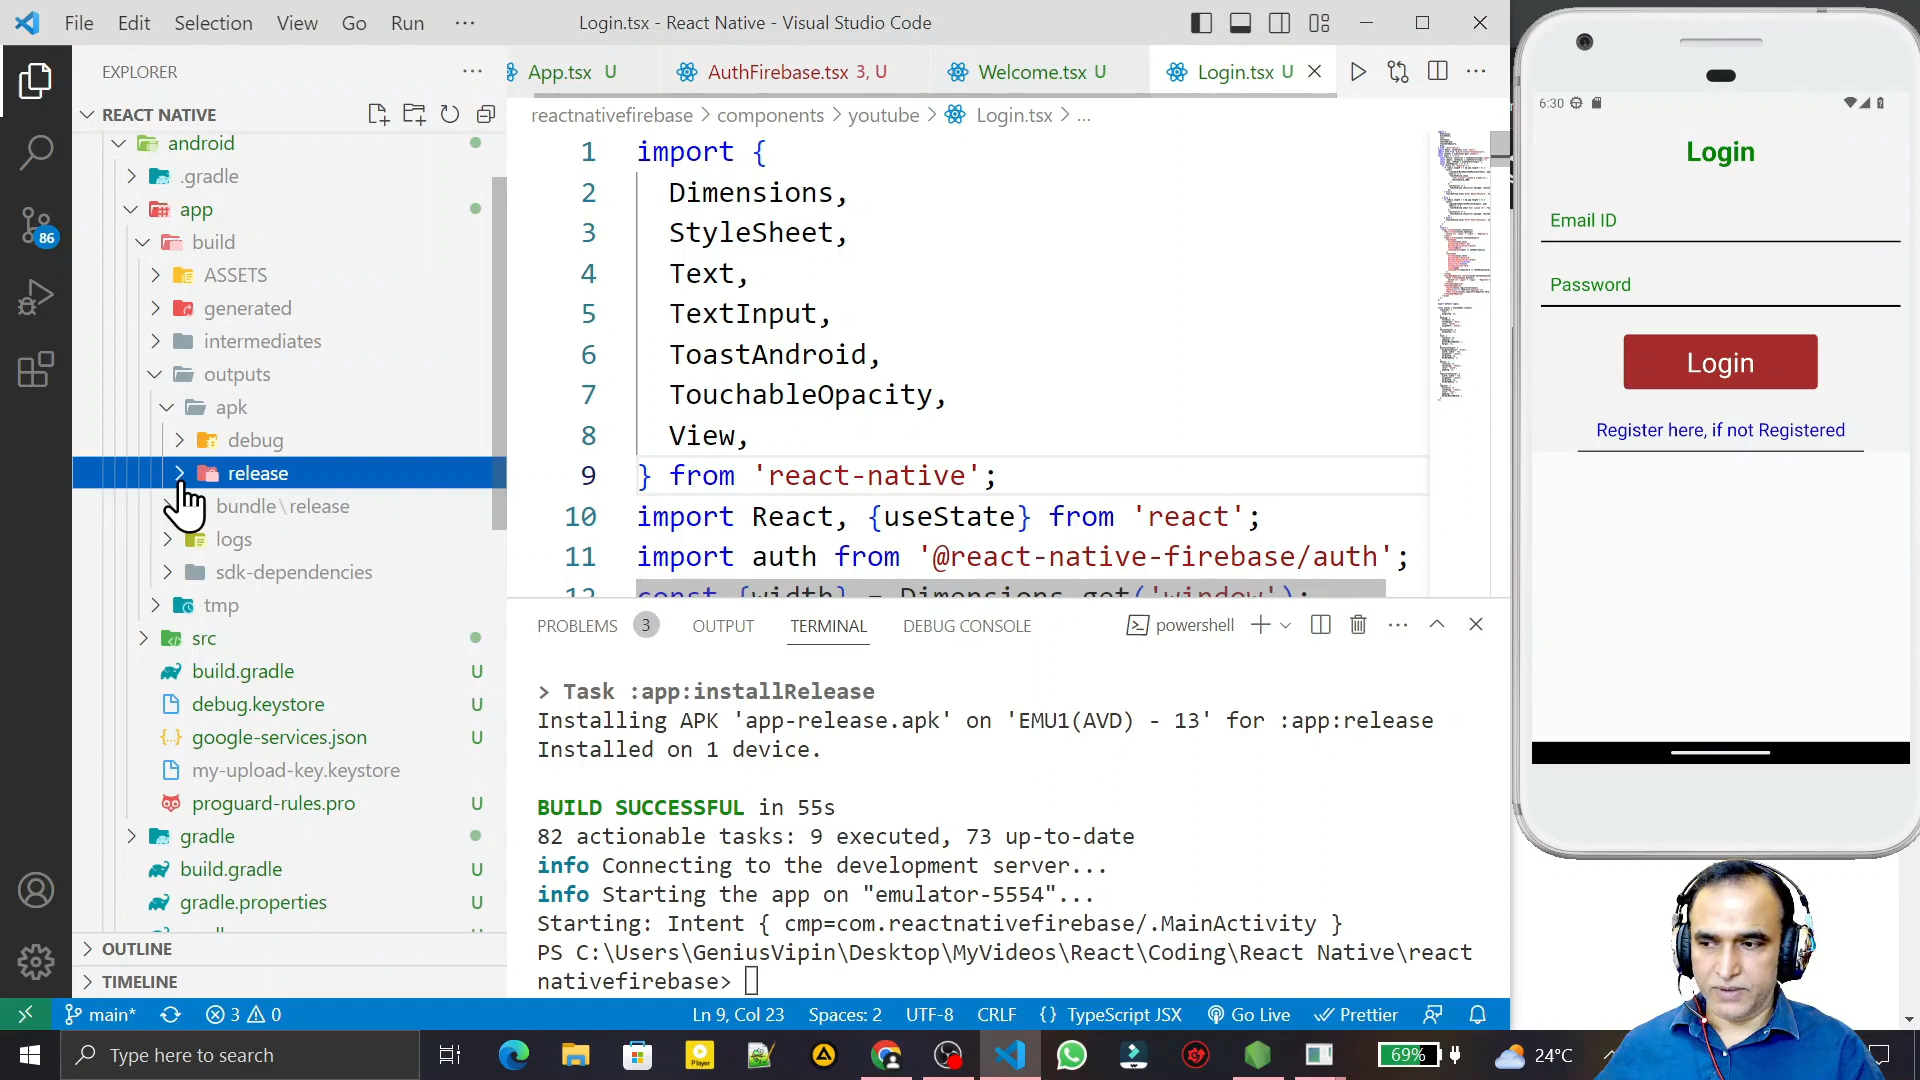 File Edit Selection View Go Run ··· Login.tsx - React Native - Visual Studio Code
EXPLORER ···
REACT NATIVE
android
.gradle
app
build
ASSETS
generated
intermediates
outputs
apk
debug
release
bundle\release
logs
sdk-dependencies
tmp
src
build.gradle U
debug.keystore U
google-services.json U
my-upload-key.keystore
proguard-rules.pro U
gradle
build.gradle U
gradle.properties U
OUTLINE
TIMELINE
86
App.tsx U AuthFirebase.tsx 3, U Welcome.tsx U Login.tsx U
reactnativefirebase > components > youtube > Login.tsx > ...
1 import {
2 Dimensions,
3 StyleSheet,
4 Text,
5 TextInput,
6 ToastAndroid,
7 TouchableOpacity,
8 View,
9 } from 'react-native';
10 import React, {useState} from 'react';
11 import auth from '@react-native-firebase/auth';
12 const {width} = Dimensions.get('window');
PROBLEMS 3 OUTPUT TERMINAL DEBUG CONSOLE powershell
> Task :app:installRelease
Installing APK 'app-release.apk' on 'EMU1(AVD) - 13' for :app:release
Installed on 1 device.
BUILD SUCCESSFUL in 55s
82 actionable tasks: 9 executed, 73 up-to-date
info Connecting to the development server...
info Starting the app on "emulator-5554"...
Starting: Intent { cmp=com.reactnativefirebase/.MainActivity }
PS C:\Users\GeniusVipin\Desktop\MyVideos\React\Coding\React Native\react
nativefirebase>
main* 3 0 Ln 9, Col 23 Spaces: 2 UTF-8 CRLF {} TypeScript JSX Go Live Prettier
Type here to search
Player
69% 24°C
6:30
Login
Email ID
Password
Login
Register here, if not Registered